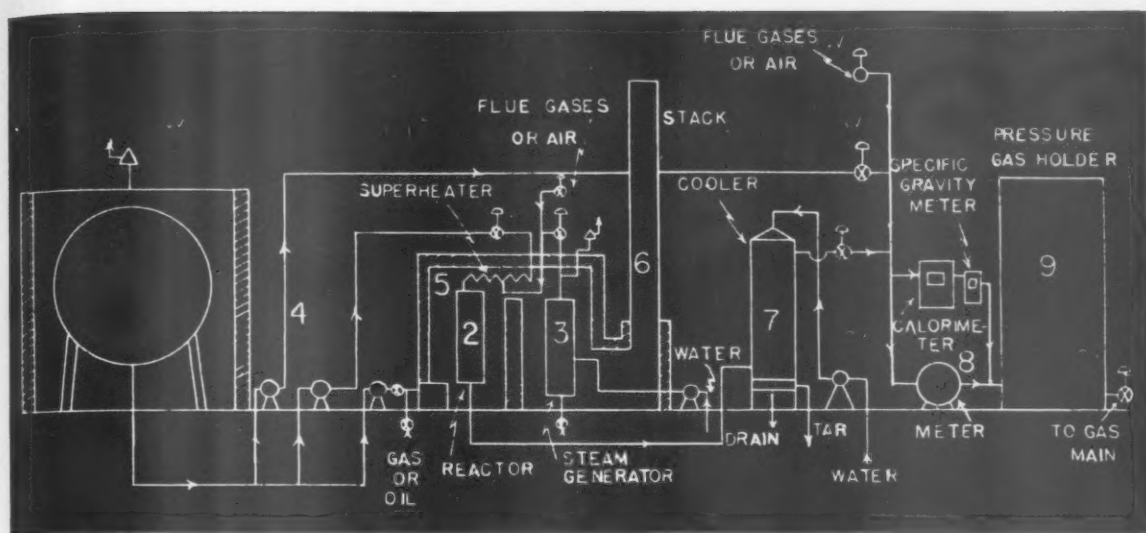 FLUE GASES
OR AIR
FLUE GASES
OR AIR
STACK
PRESSURE
GAS HOLDER
SUPERHEATER
COOLER
SPECIFIC
GRAVITY
METER
4
5
2
3
6
7
9
WATER
CALORIME-
TER
8
GAS
OR
OIL
REACTOR
STEAM
GENERATOR
DRAIN
TAR
WATER
METER
TO GAS
MAIN